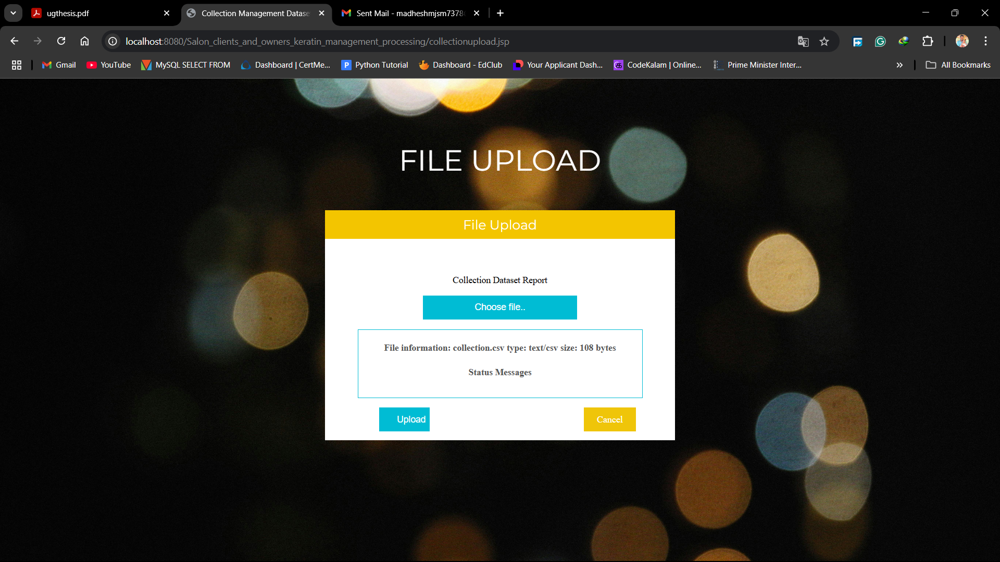 ugthesis.pdf
Collection Management Datase
Sent Mail - madheshmjsm7378
localhost:8080/Salon_clients_and_owners_keratin_management_processing/collectionupload.jsp
Gmail
YouTube
MySQL SELECT FROM
Dashboard | CertMe...
Python Tutorial
Dashboard - EdClub
Your Applicant Dash...
CodeKalam | Online...
Prime Minister Inter...
All Bookmarks
FILE UPLOAD
File Upload
Collection Dataset Report
Choose file..
File information: collection.csv type: text/csv size: 108 bytes
Status Messages
Upload
Cancel